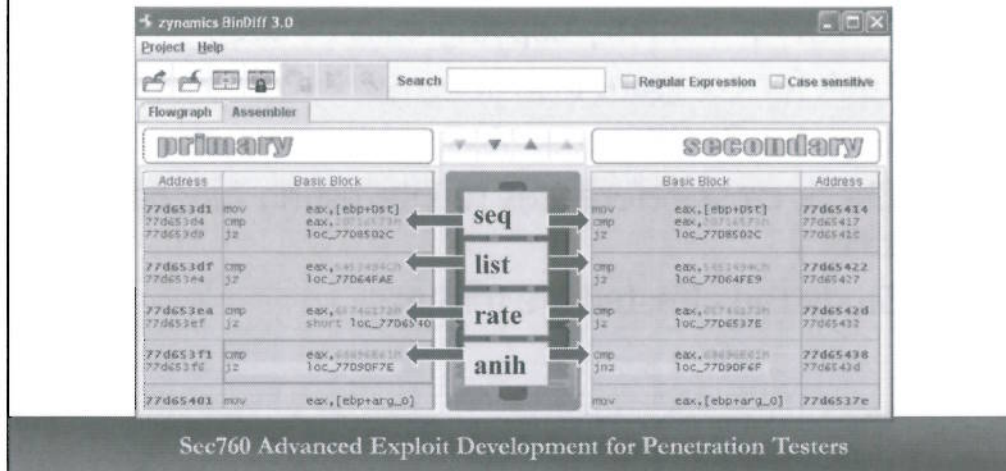 zynamics BinDiff 3.0
Project Help
Search Regular Expression Case sensitive
Flowgraph Assembler
primary secondary
Address Basic Block Basic Block Address
77d653d1 mov eax,[ebp+Dst] seq mov eax,[ebp+Dst] 77d65414
77d653d4 cmp eax, cmp eax, 77d65417
77d653d9 jz loc_77D8502C jz loc_77D8502C 77d6541c
77d653df cmp eax, list cmp eax, 77d65422
77d653e4 jz loc_77D64FAE jz loc_77D64FE9 77d65427
77d653ea cmp eax, rate cmp eax, 77d6542d
77d653ef jz short jz loc_77D6537E 77d65432
77d653f1 cmp eax, anih cmp eax, 77d65438
77d653f6 jz loc_77D9DF7E jnz loc_77D9DF6F 77d6543d
77d65401 mov eax,[ebp+arg_0] mov eax,[ebp+arg_0] 77d6537e
Sec760 Advanced Exploit Development for Penetration Testers